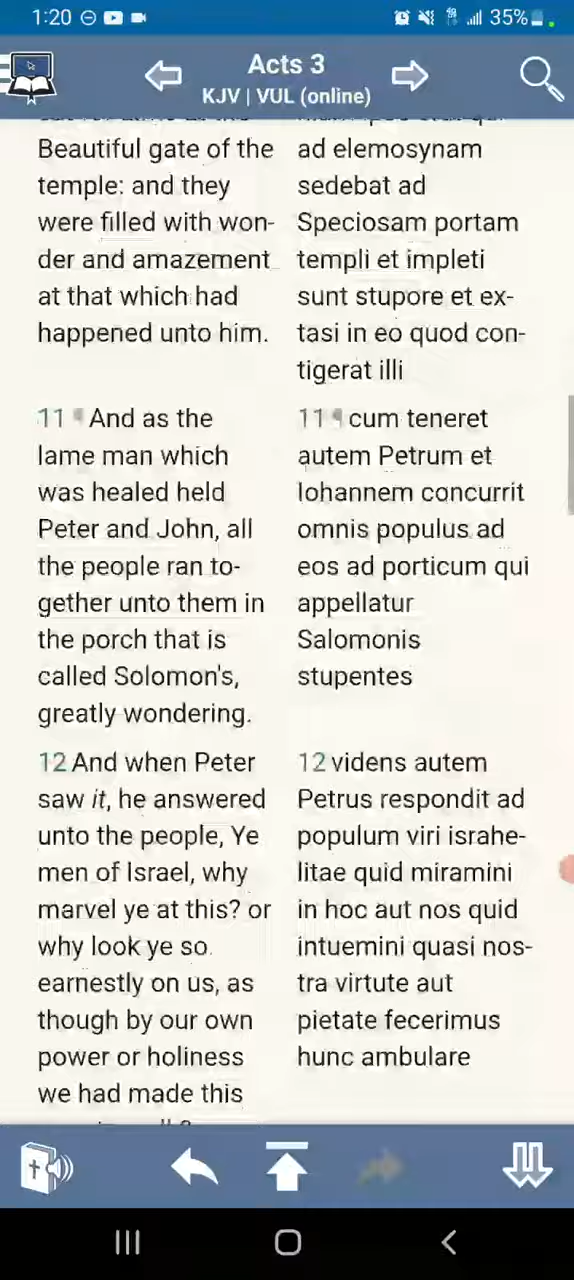 1:20
35%
Acts 3
KJV | VUL (online)
Beautiful gate of the
temple: and they
were filled with won-
der and amazement
at that which had
happened unto him.
ad elemosynam
sedebat ad
Speciosam portam
templi et impleti
sunt stupore et ex-
tasi in eo quod con-
tigerat illi
11 ¶ And as the
lame man which
was healed held
Peter and John, all
the people ran to-
gether unto them in
the porch that is
called Solomon's,
greatly wondering.
11 ¶ cum teneret
autem Petrum et
Iohannem concurrit
omnis populus ad
eos ad porticum qui
appellatur
Salomonis
stupentes
12 And when Peter
saw it, he answered
unto the people, Ye
men of Israel, why
marvel ye at this? or
why look ye so
earnestly on us, as
though by our own
power or holiness
we had made this
12 videns autem
Petrus respondit ad
populum viri israhe-
litae quid miramini
in hoc aut nos quid
intuemini quasi nos-
tra virtute aut
pietate fecerimus
hunc ambulare